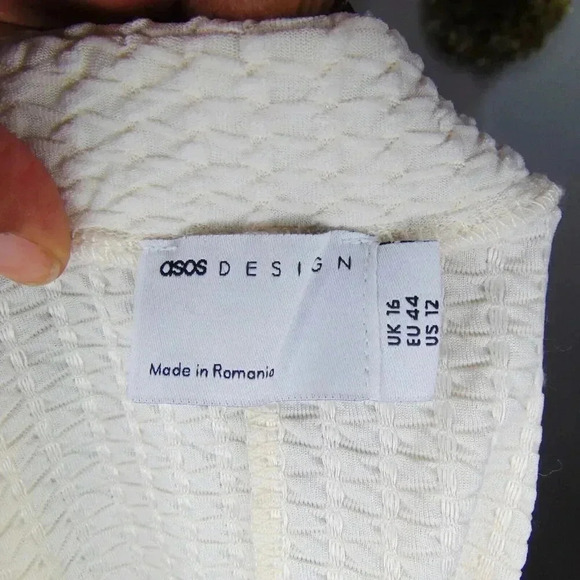 asos DESIGN
Made in Romania
UK 16
EU 44
US 12